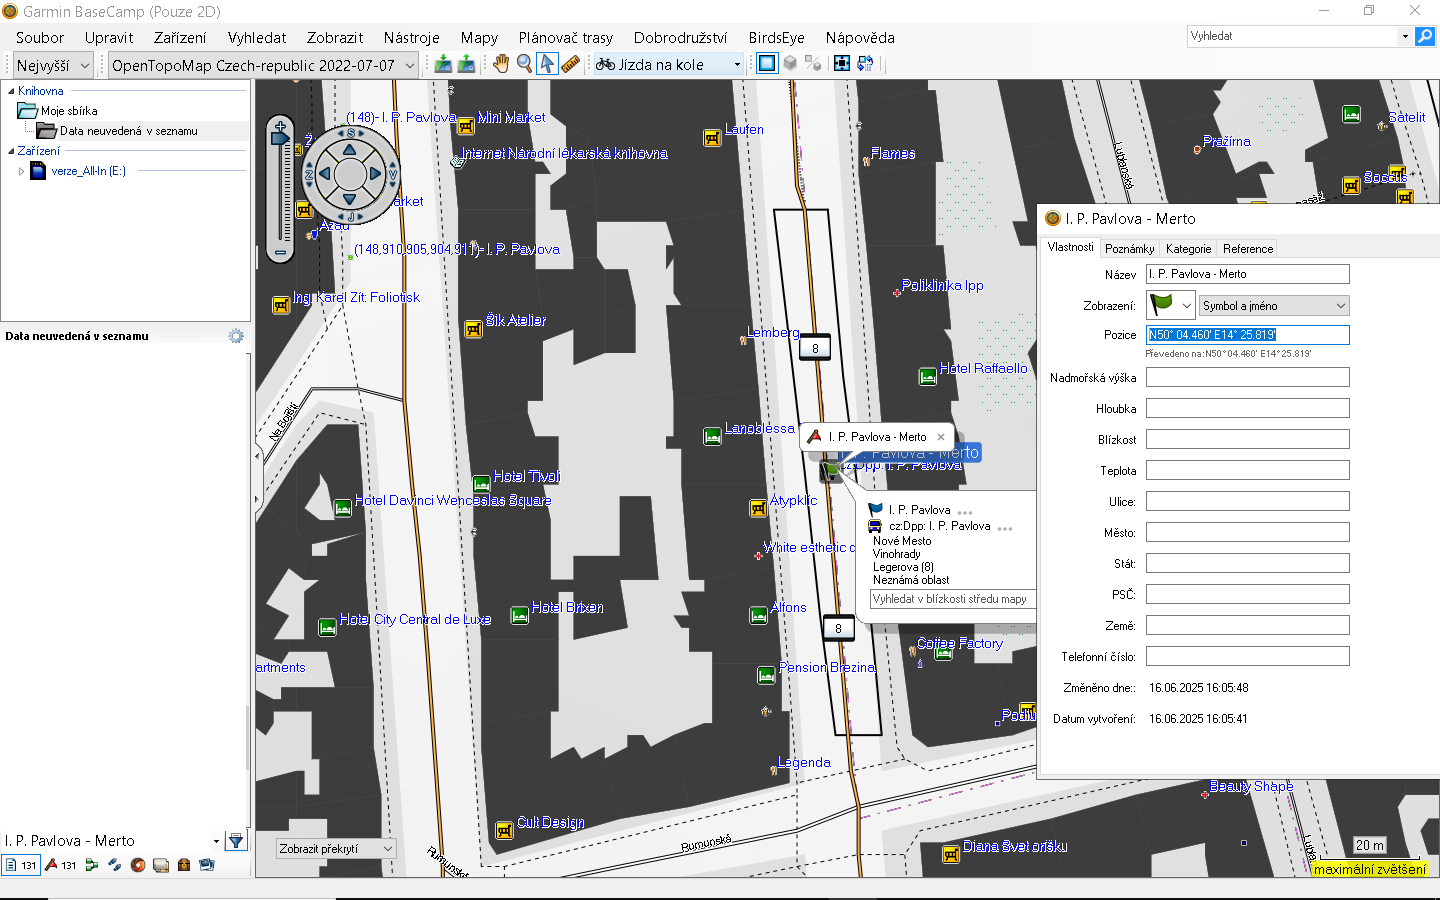 Garmin BaseCamp (Pouze 2D)
Soubor Upravit Zařízení Vyhledat Zobrazit Nástroje Mapy Plánovač trasy Dobrodružství BirdsEye Nápověda
Vyhledat
Nejvyšší
OpenTopoMap Czech-republic 2022-07-07
Jízda na kole
Knihovna
Moje sbírka
Data neuvedená v seznamu
Zařízení
verze_All-In (E:)
Data neuvedená v seznamu
I. P. Pavlova - Merto
131
131
(148)- I. P. Pavlova
Mini Market
Internet Národní lékarská knihovna
S
Z
V
J
arket
Azad
(148,910,905,904,911)- I. P. Pavlova
Ing. Karel Zít: Foliotisk
Šik Atelier
Na Bojišti
Hotel Tivoli
Hotel Davinci Wenceslas Square
Hotel Brixen
Hotel City Central de Luxe
artments
Cult Design
Zobrazit překrytí
Rumunská
Laufen
Flames
Poliklinika Ipp
Lemberg
8
Hotel Raffaello
Lanoblessa
I. P. Pavlova - Merto
I. P. Pavlova - Merto
cz:Dpp: I. P. Pavlova
Atypklic
White esthetic c
I. P. Pavlova ...
cz:Dpp: I. P. Pavlova ...
Nové Mesto
Vinohrady
Legerova (8)
Neznámá oblast
Vyhledat v blízkosti středu mapy
Alfons
8
Coffee Factory
Pension Brezina
Podiu
Legenda
Rumunská
Diana Svet oríšku
Lublaňská
Pražírna
Satelit
Beauty Shape
20 m
maximální zvětšení
I. P. Pavlova - Merto
Vlastnosti Poznámky Kategorie Reference
Název I. P. Pavlova - Merto
Zobrazení: Symbol a jméno
Pozice N50° 04.460' E14° 25.819'
Převedeno na: N50°04.460' E14°25.819'
Nadmořská výška
Hloubka
Blízkost
Teplota
Ulice:
Město:
Stát:
PSČ:
Země:
Telefonní číslo:
Změněno dne:: 16.06.2025 16:05:48
Datum vytvoření: 16.06.2025 16:05:41